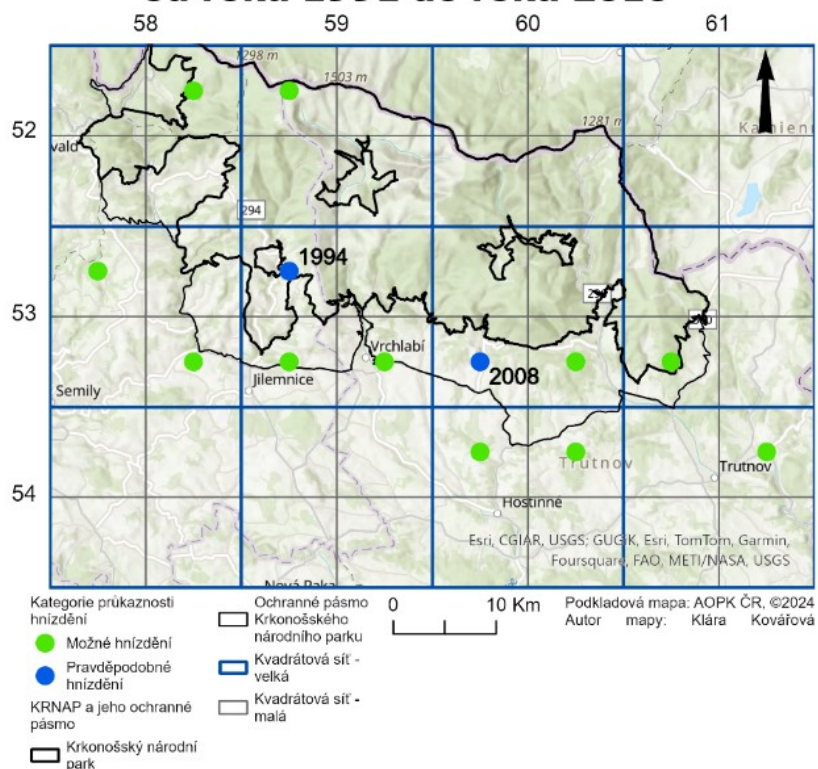 58 59 60 61
1298 m
1503 m
52
1281 m
Kamienn
vald
294
1994
53
Vrchlabí
Semily
Jilemnice
2008
Trutnov
Trutnov
54
Hostinné
Esri, CGIAR, USGS; GUGiK, Esri, TomTom, Garmin,
Foursquare, FAO, METI/NASA, USGS
Kategorie průkaznosti
hnízdění
Možné hnízdění
Pravděpodobné
hnízdění
KRNAP a jeho ochranné
pásmo
Krkonošský národní
park
Ochranné pásmo
Krkonošského
národního parku
Kvadrátová síť -
velká
Kvadrátová síť -
malá
0 10 Km
Podkladová mapa: AOPK ČR, ©2024
Autor mapy: Klára Kovářová